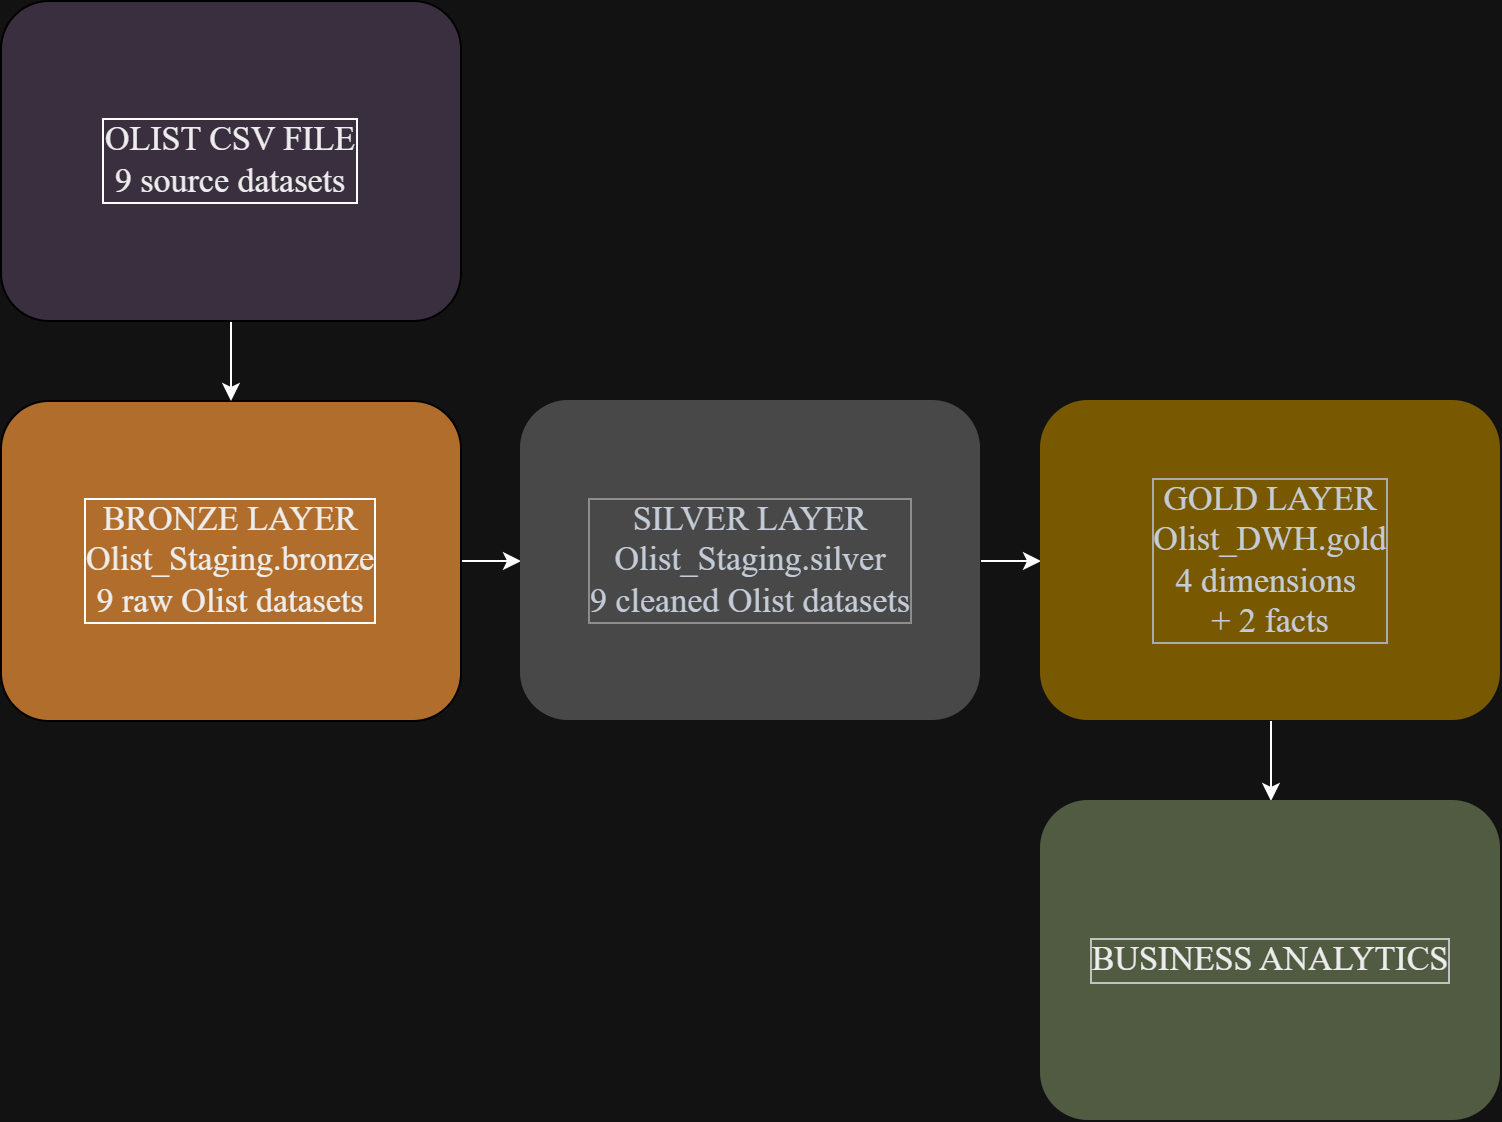 OLIST CSV FILE
9 source datasets
BRONZE LAYER
Olist_Staging.bronze
9 raw Olist datasets
SILVER LAYER
Olist_Staging.silver
9 cleaned Olist datasets
GOLD LAYER
Olist_DWH.gold
4 dimensions
+ 2 facts
BUSINESS ANALYTICS